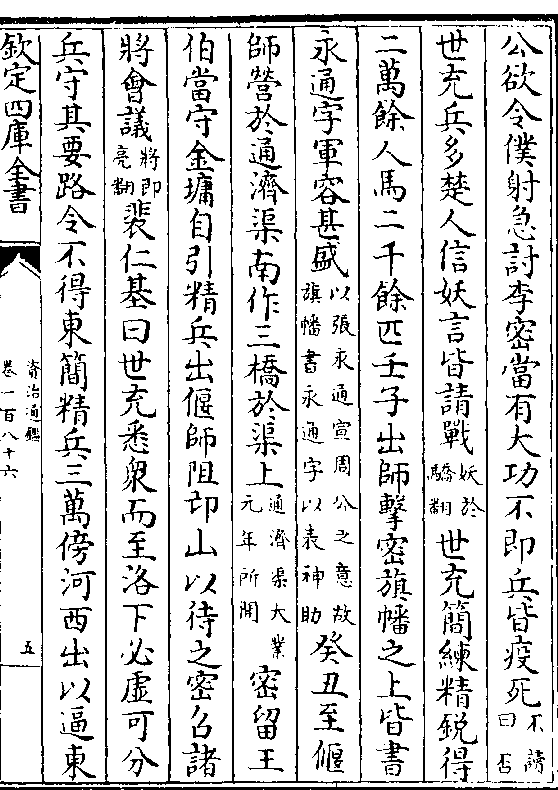 公欲令僕射急討李密當有大功不即兵皆疫死不請曰否
世充兵多楚人信妖言皆請戰妖於驕翻世充簡練精鋭得
二萬餘人馬二千餘匹壬子出師擊密旗幡之上皆書
永通字軍容甚盛以張永通宣周公之意故旗幡書永通字以表神助癸丑至偃
師營於通濟渠南作三橋於渠上通濟渠大業元年所開密留王
伯當守金墉自引精兵出偃師阻邙山以待之密召諸
將會議將即亮翻裴仁基曰世充悉衆而至洛下必虛可分
兵守其要路令不得東簡精兵三萬傍河西出以逼東
欽定四庫全書
資治通鑑
卷一百八十六
五